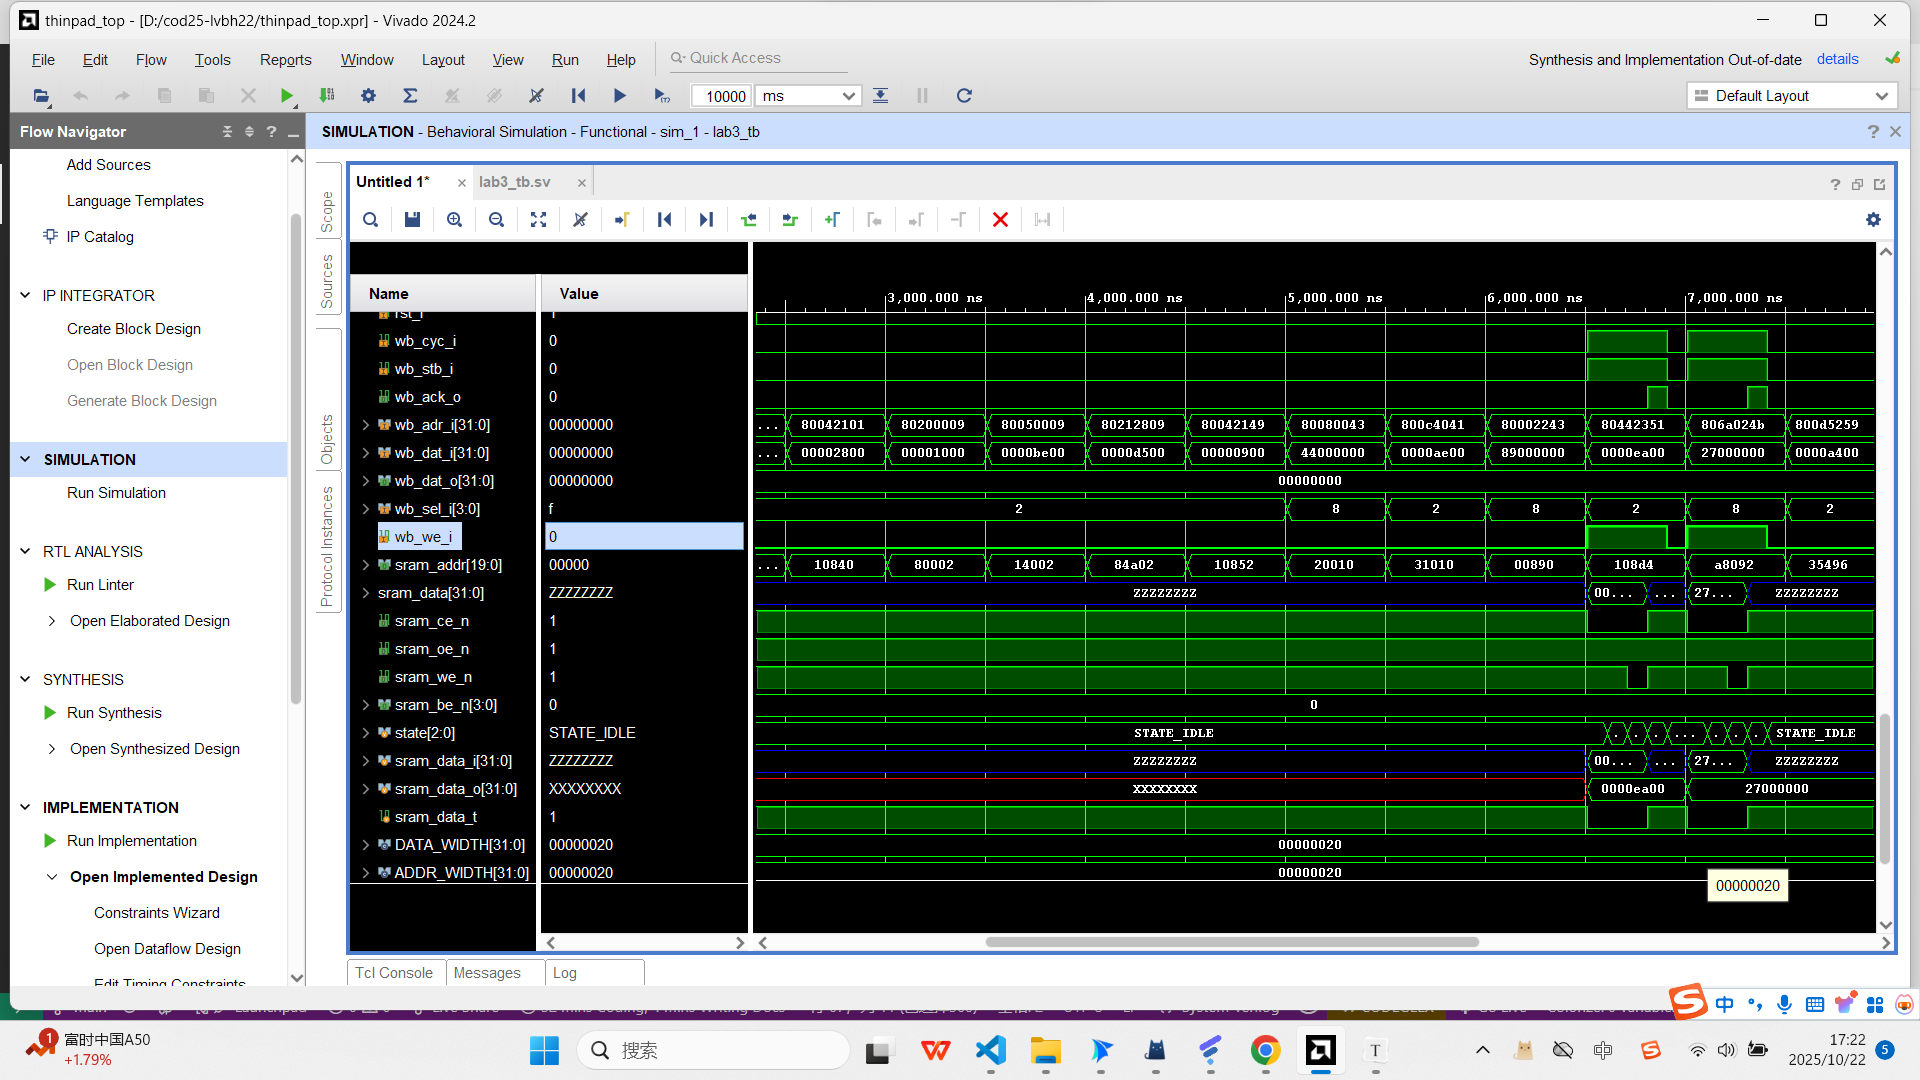 thinpad_top - [D:/cod25-lvbh22/thinpad_top.xpr] - Vivado 2024.2
File Edit Flow Tools Reports Window Layout View Run Help Quick Access
Synthesis and Implementation Out-of-date details
10000 ms
Default Layout
Flow Navigator
SIMULATION - Behavioral Simulation - Functional - sim_1 - lab3_tb
Add Sources
Language Templates
IP Catalog
IP INTEGRATOR
Create Block Design
Open Block Design
Generate Block Design
SIMULATION
Run Simulation
RTL ANALYSIS
Run Linter
Open Elaborated Design
SYNTHESIS
Run Synthesis
Open Synthesized Design
IMPLEMENTATION
Run Implementation
Open Implemented Design
Constraints Wizard
Open Dataflow Design
Edit Timing Constraints
Scope
Sources
Objects
Protocol Instances
Untitled 1*
lab3_tb.sv
Name Value
3,000.000 ns 4,000.000 ns 5,000.000 ns 6,000.000 ns 7,000.000 ns
rst_i 1
wb_cyc_i 0
wb_stb_i 0
wb_ack_o 0
wb_adr_i[31:0] 00000000 ... 80042101 80200009 80050009 80212809 80042149 80080043 800c4041 80002243 80442351 806a024b 800d5259
wb_dat_i[31:0] 00000000 ... 00002800 00001000 0000be00 0000d500 00000900 44000000 0000ae00 89000000 0000ea00 27000000 0000a400
wb_dat_o[31:0] 00000000 00000000
wb_sel_i[3:0] f 2 8 2 8 2 8 2
wb_we_i 0
sram_addr[19:0] 00000 ... 10840 80002 14002 84a02 10852 20010 31010 00890 108d4 a8092 35496
sram_data[31:0] ZZZZZZZZ ZZZZZZZZ 00... ... 27... ZZZZZZZZ
sram_ce_n 1
sram_oe_n 1
sram_we_n 1
sram_be_n[3:0] 0 0
state[2:0] STATE_IDLE STATE_IDLE . . . ... . . . STATE_IDLE
sram_data_i[31:0] ZZZZZZZZ ZZZZZZZZ 00... ... 27... ZZZZZZZZ
sram_data_o[31:0] XXXXXXXX XXXXXXXX 0000ea00 27000000
sram_data_t 1
DATA_WIDTH[31:0] 00000020 00000020
ADDR_WIDTH[31:0] 00000020 00000020
00000020
Tcl Console Messages Log
中
1
富时中国A50
+1.79%
搜索
中
17:22
2025/10/22
5